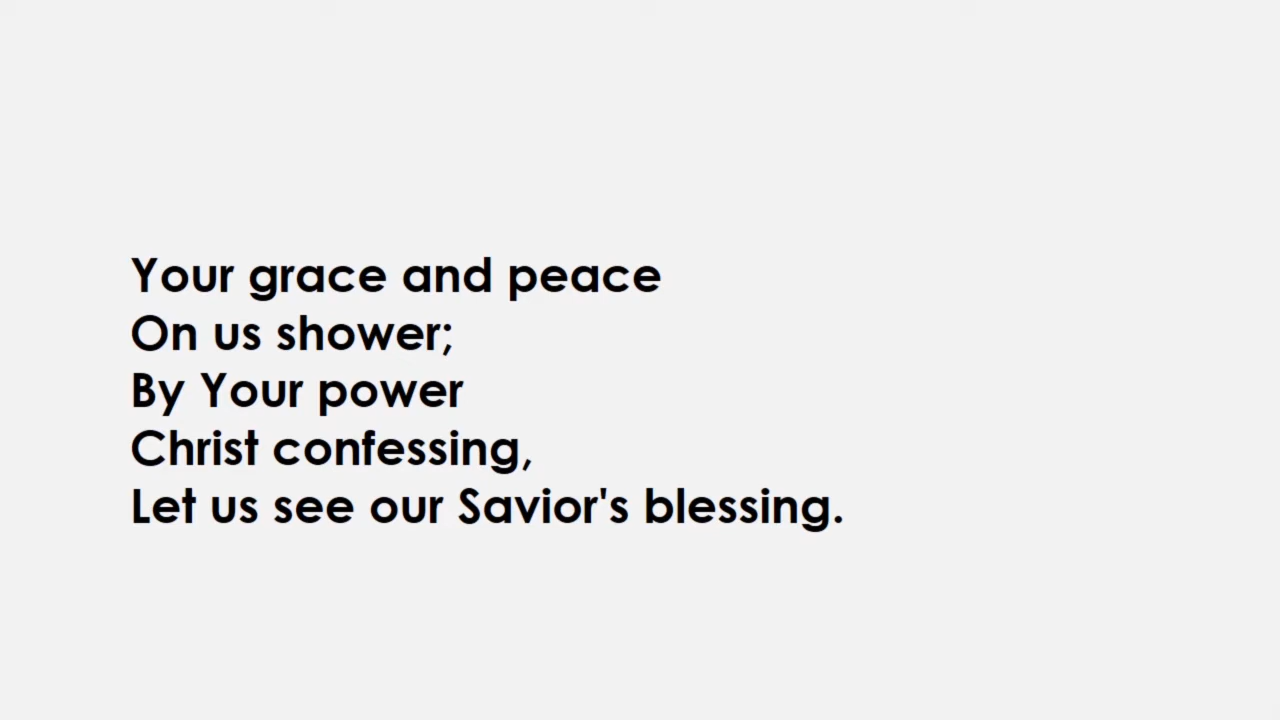 Your grace and peace
On us shower;
By Your power
Christ confessing,
Let us see our Savior's blessing.